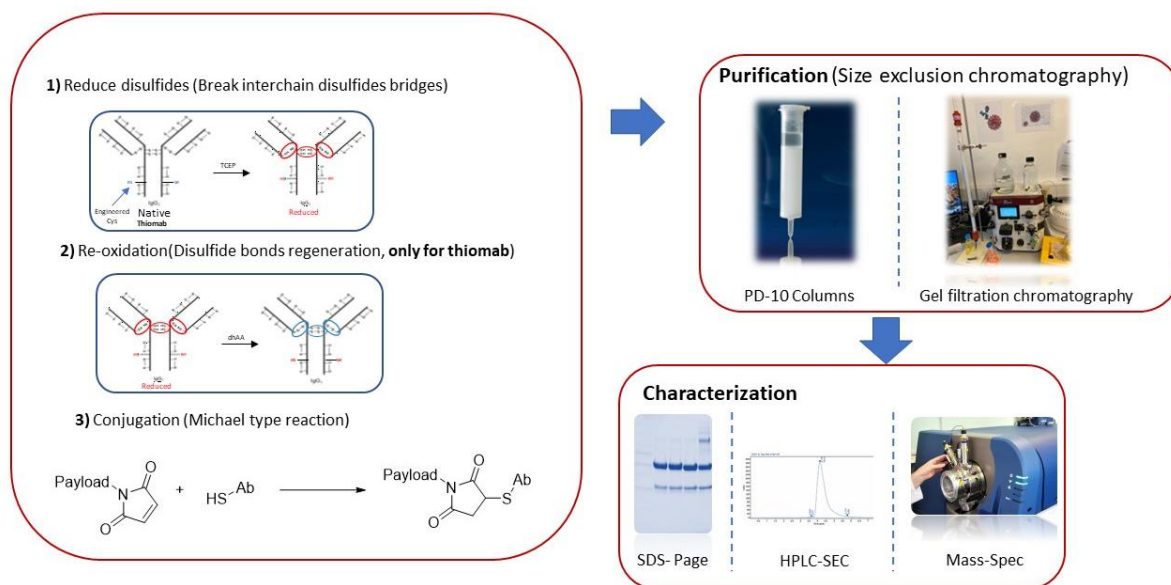 1) Reduce disulfides (Break interchain disulfides bridges)
TCEP
Engineered
Cys
Native
Thiomab
Reduced
2) Re-oxidation(Disulfide bonds regeneration, only for thiomab)
dhAA
Reduced
3) Conjugation (Michael type reaction)
Payload
N
O
O
+
HS
Ab
Payload
N
O
O
S
Ab
Purification (Size exclusion chromatography)
PD-10 Columns
Gel filtration chromatography
Characterization
SDS- Page
HPLC-SEC
Mass-Spec